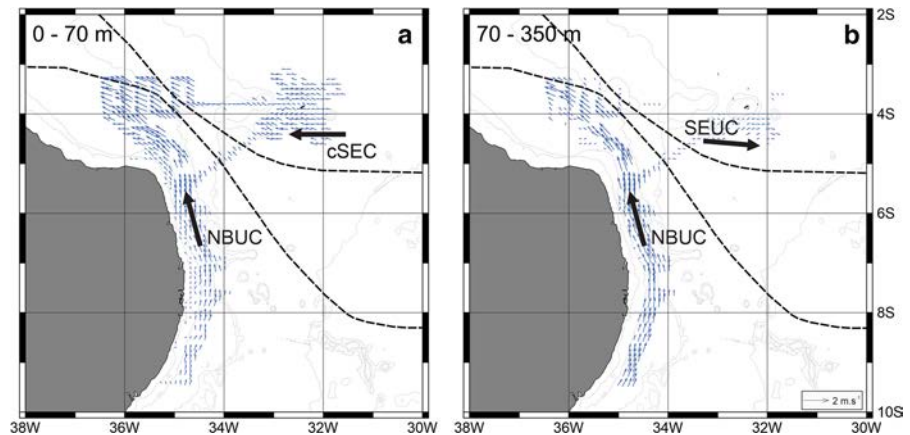 0 - 70 m
a
cSEC
NBUC
38W
36W
34W
32W
30W
70 - 350 m
b
SEUC
NBUC
2 m.s⁻¹
2S
4S
6S
8S
10S
38W
36W
34W
32W
30W